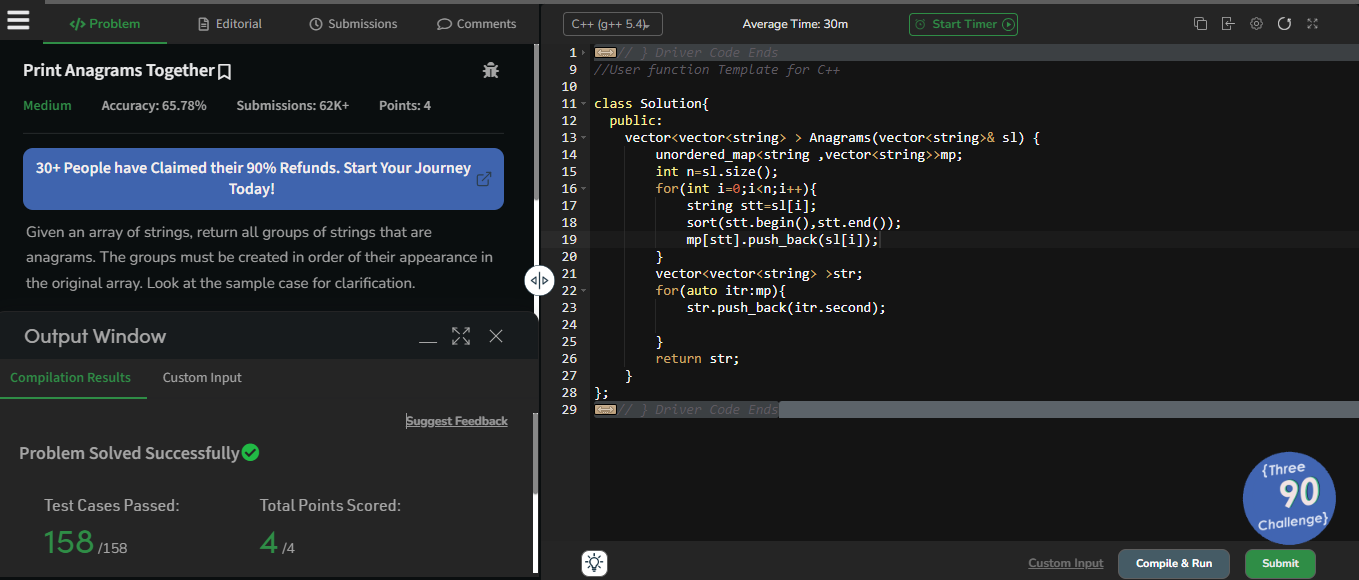 Problem
Editorial
Submissions
Comments
Print Anagrams Together
Medium Accuracy: 65.78% Submissions: 62K+ Points: 4
30+ People have Claimed their 90% Refunds. Start Your Journey
Today!
Given an array of strings, return all groups of strings that are
anagrams. The groups must be created in order of their appearance in
the original array. Look at the sample case for clarification.
Output Window
Compilation Results Custom Input
Suggest Feedback
Problem Solved Successfully
Test Cases Passed: Total Points Scored:
158 /158 4 /4
C++ (g++ 5.4) Average Time: 30m Start Timer
1 // } Driver Code Ends
9 //User function Template for C++
10
11 class Solution{
12 public:
13 vector<vector<string> > Anagrams(vector<string>& sl) {
14 unordered_map<string ,vector<string>>mp;
15 int n=sl.size();
16 for(int i=0;i<n;i++){
17 string stt=sl[i];
18 sort(stt.begin(),stt.end());
19 mp[stt].push_back(sl[i]);
20 }
21 vector<vector<string> >str;
22 for(auto itr:mp){
23 str.push_back(itr.second);
24
25 }
26 return str;
27 }
28 };
29 // } Driver Code Ends
{Three
90
Challenge}
Custom Input Compile & Run Submit